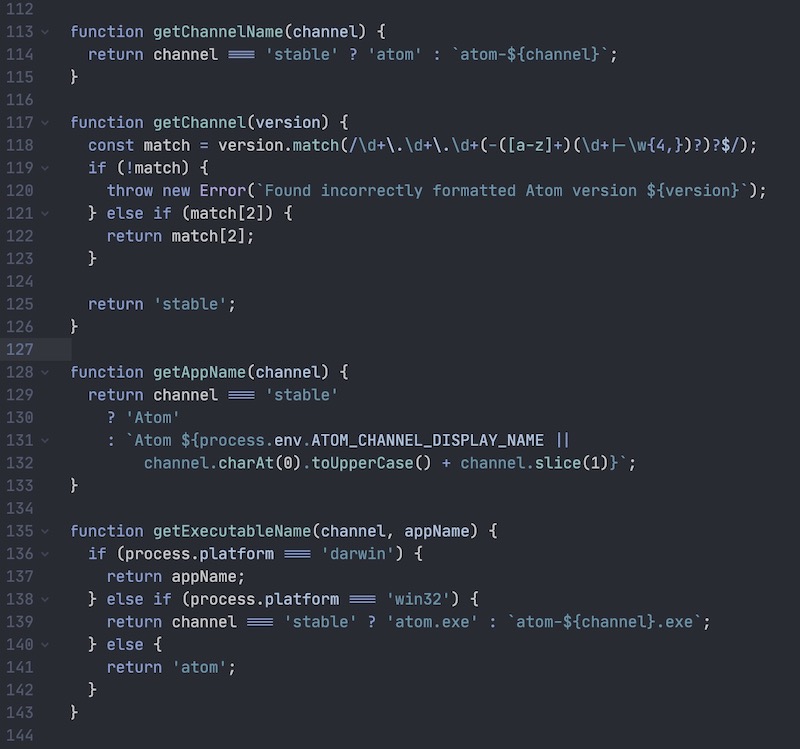 112
113 function getChannelName(channel) {
114   return channel === 'stable' ? 'atom' : `atom-${channel}`;
115 }
116
117 function getChannel(version) {
118   const match = version.match(/\d+\.\d+\.\d+(-([a-z]+)(\d+|-\w{4,})?)?$/);
119   if (!match) {
120     throw new Error(`Found incorrectly formatted Atom version ${version}`);
121   } else if (match[2]) {
122     return match[2];
123   }
124
125   return 'stable';
126 }
127
128 function getAppName(channel) {
129   return channel === 'stable'
130     ? 'Atom'
131     : `Atom ${process.env.ATOM_CHANNEL_DISPLAY_NAME ||
132         channel.charAt(0).toUpperCase() + channel.slice(1)}`;
133 }
134
135 function getExecutableName(channel, appName) {
136   if (process.platform === 'darwin') {
137     return appName;
138   } else if (process.platform === 'win32') {
139     return channel === 'stable' ? 'atom.exe' : `atom-${channel}.exe`;
140   } else {
141     return 'atom';
142   }
143 }
144